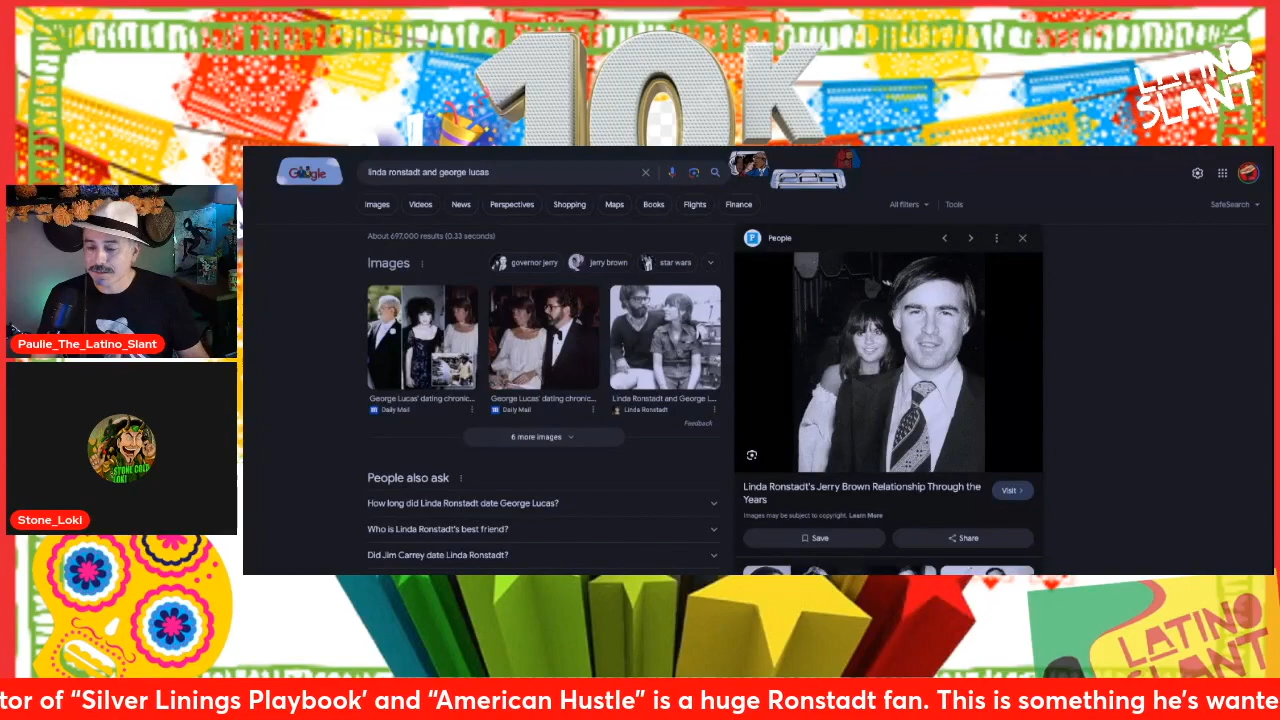 10K
LATINO
SLANT
Google
linda ronstadt and george lucas
Images
Videos
News
Perspectives
Shopping
Maps
Books
Flights
Finance
All filters
Tools
SafeSearch
About 697,000 results (0.33 seconds)
Images
governor jerry
jerry brown
star wars
George Lucas' dating chronic...
Daily Mail
George Lucas' dating chronic...
Daily Mail
Linda Ronstadt and George L...
Linda Ronstadt
Feedback
6 more images
People also ask
How long did Linda Ronstadt date George Lucas?
Who is Linda Ronstadt's best friend?
Did Jim Carrey date Linda Ronstadt?
People
Linda Ronstadt's Jerry Brown Relationship Through the
Years
Visit
Images may be subject to copyright. Learn More
Save
Share
Paulie_The_Latino_Slant
STONE COLD
LOKI
Stone_Loki
LATINO
SLANT
tor of “Silver Linings Playbook’ and “American Hustle” is a huge Ronstadt fan. This is something he’s wante